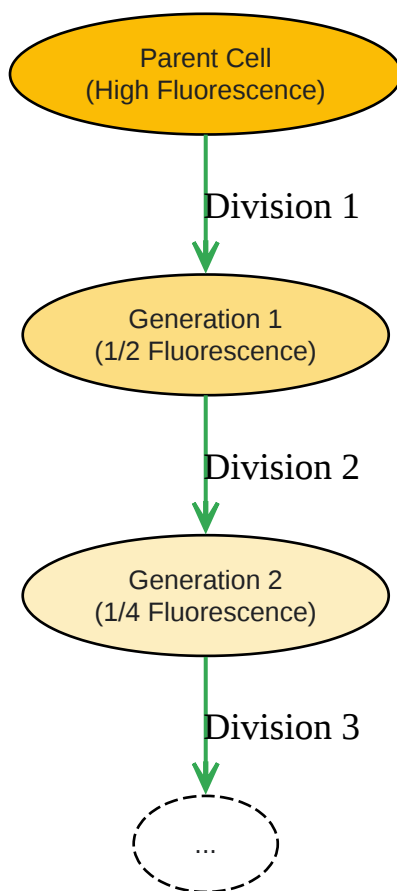 Parent Cell
(High Fluorescence)
Division 1
Generation 1
(1/2 Fluorescence)
Division 2
Generation 2
(1/4 Fluorescence)
Division 3
...